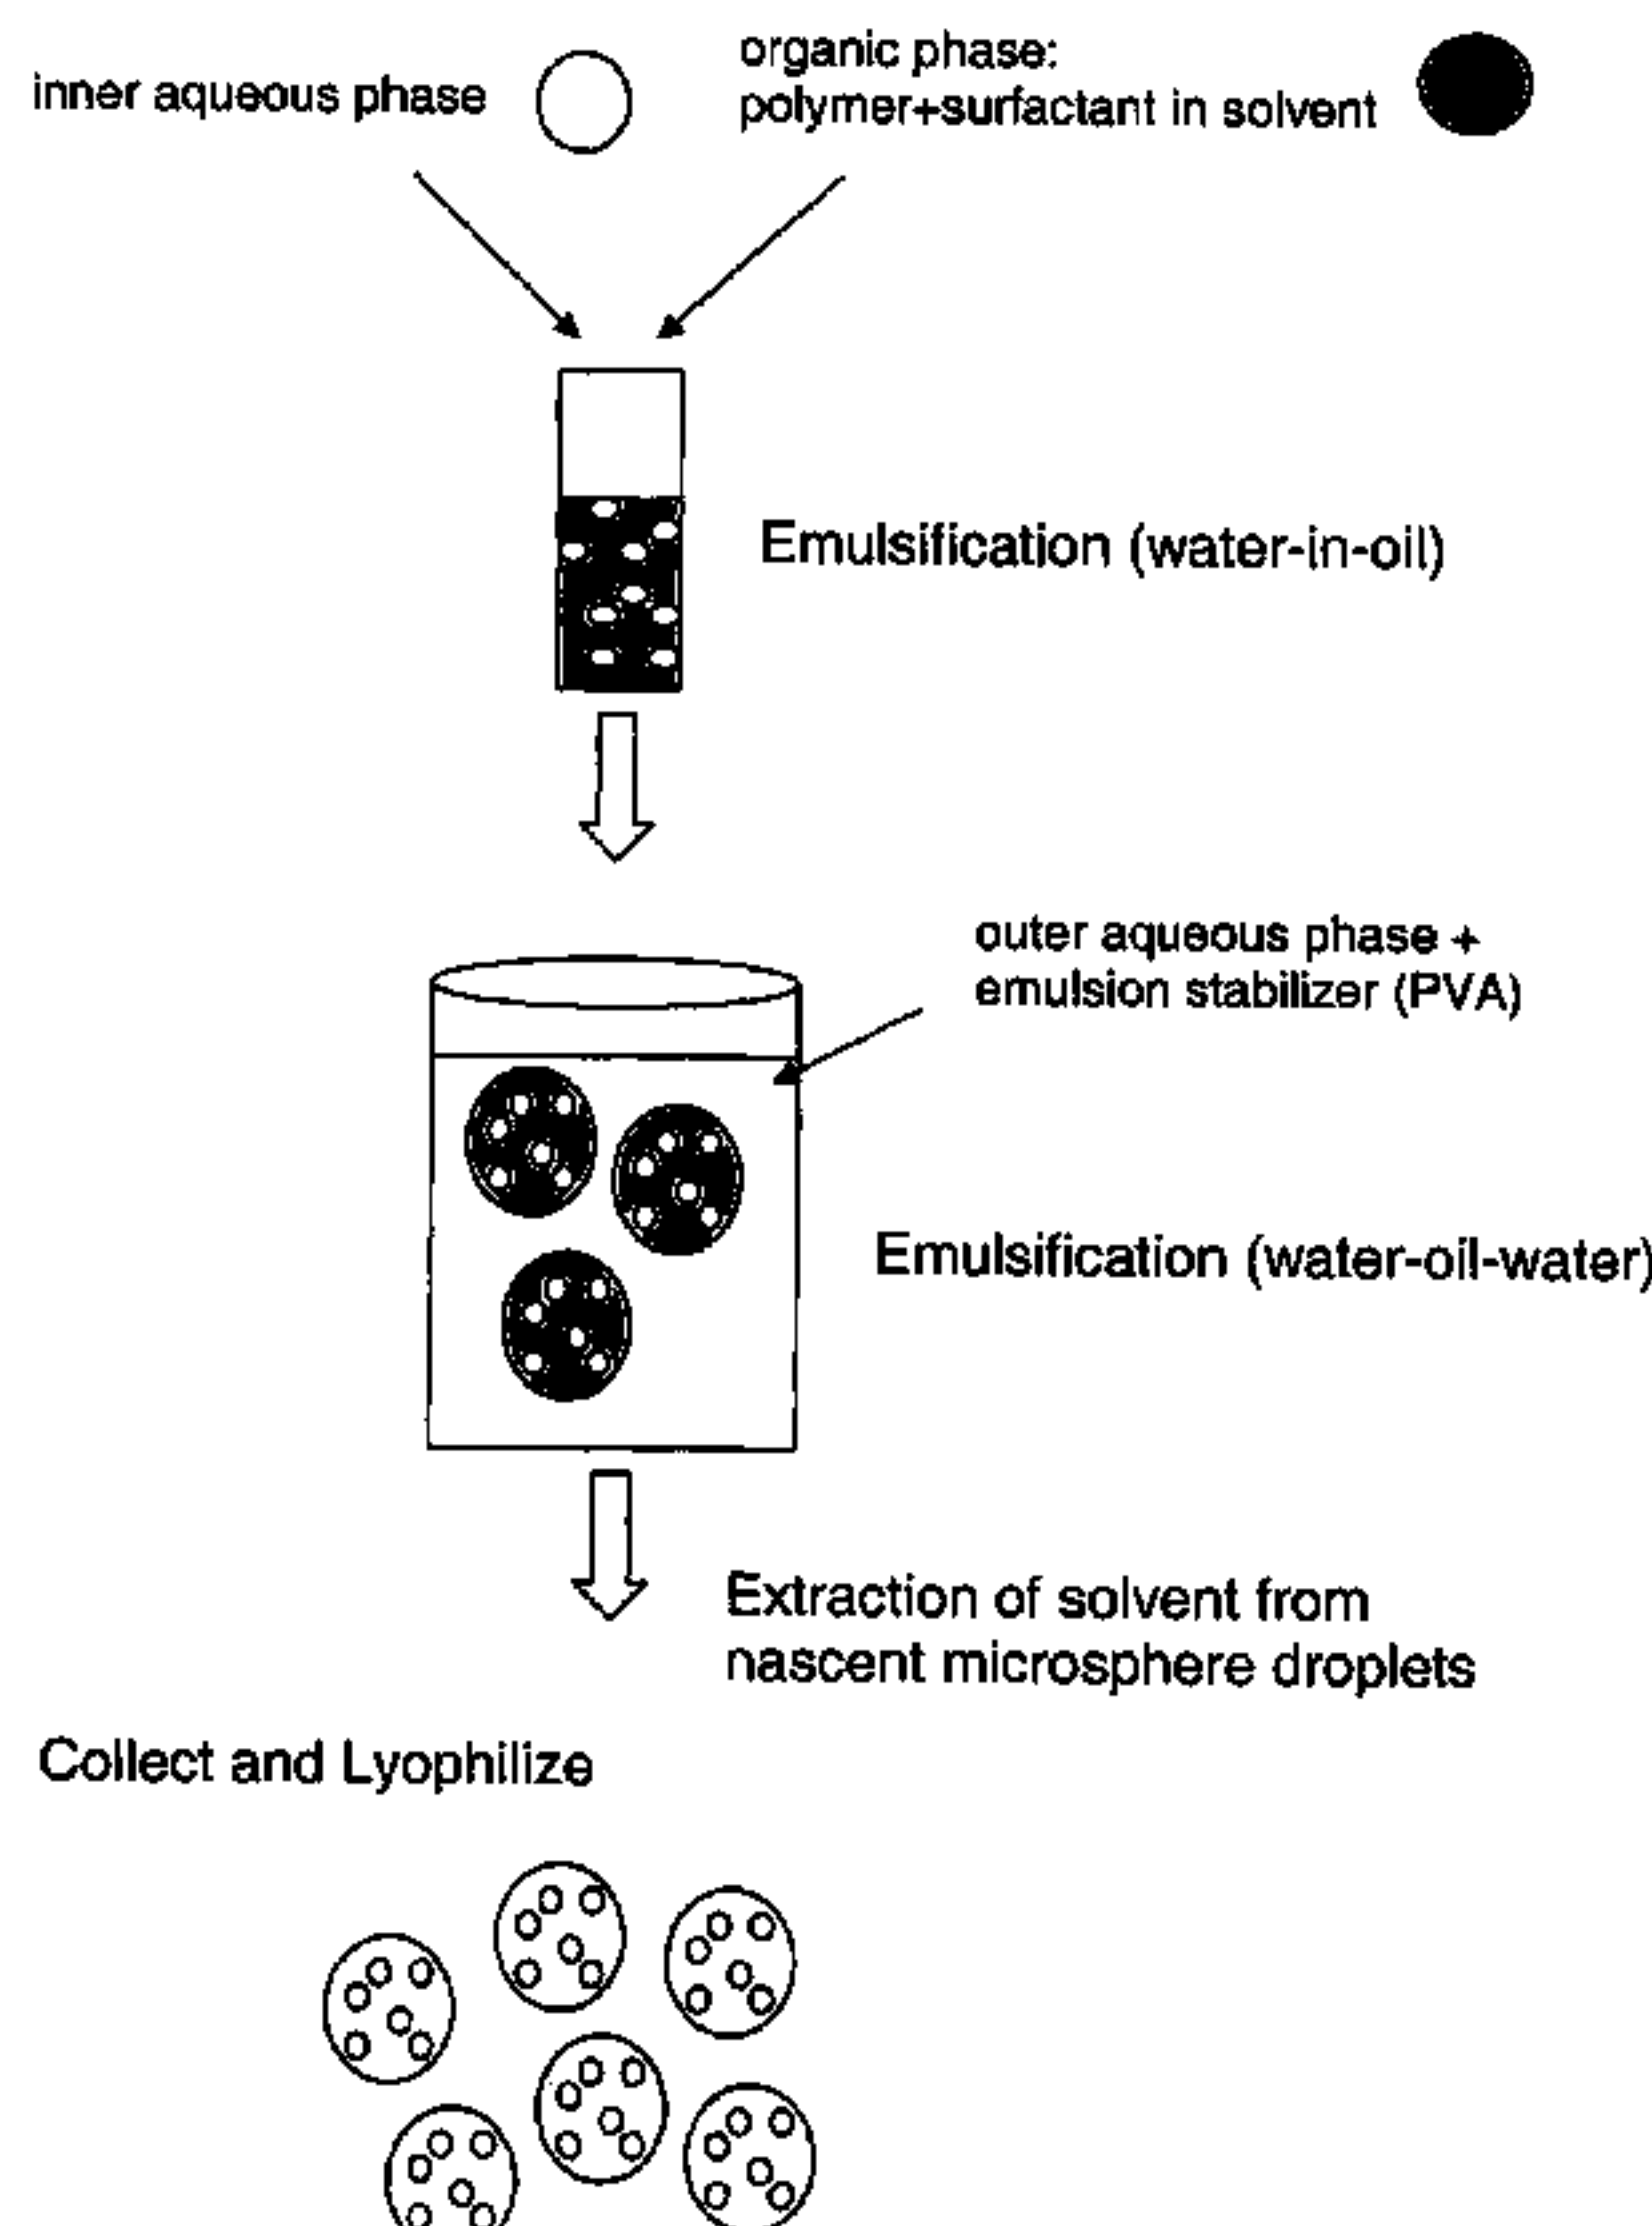 inner aqueous phase
organic phase:
polymer+surfactant in solvent
Emulsification (water-in-oil)
outer aqueous phase +
emulsion stabilizer (PVA)
Emulsification (water-oil-water)
Extraction of solvent from
nascent microsphere droplets
Collect and Lyophilize